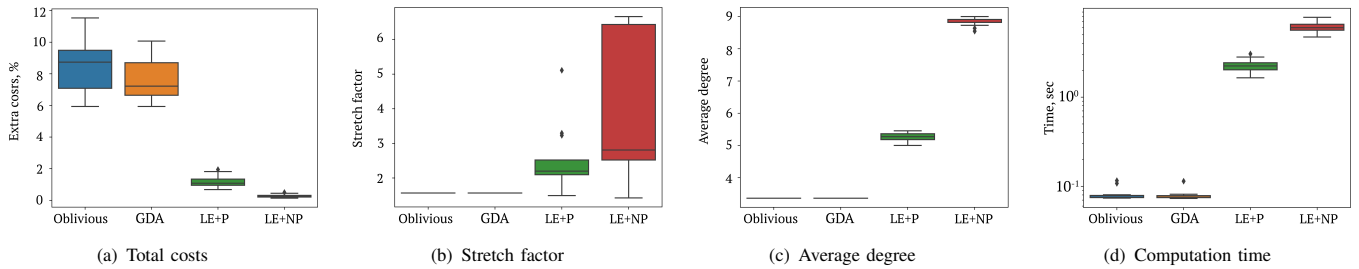 Extra cosrs, %
12
10
8
6
4
2
0
Oblivious GDA LE+P LE+NP
(a) Total costs
Stretch factor
6
5
4
3
2
Oblivious GDA LE+P LE+NP
(b) Stretch factor
Average degree
9
8
7
6
5
4
Oblivious GDA LE+P LE+NP
(c) Average degree
Time, sec
10⁰
10⁻¹
Oblivious GDA LE+P LE+NP
(d) Computation time